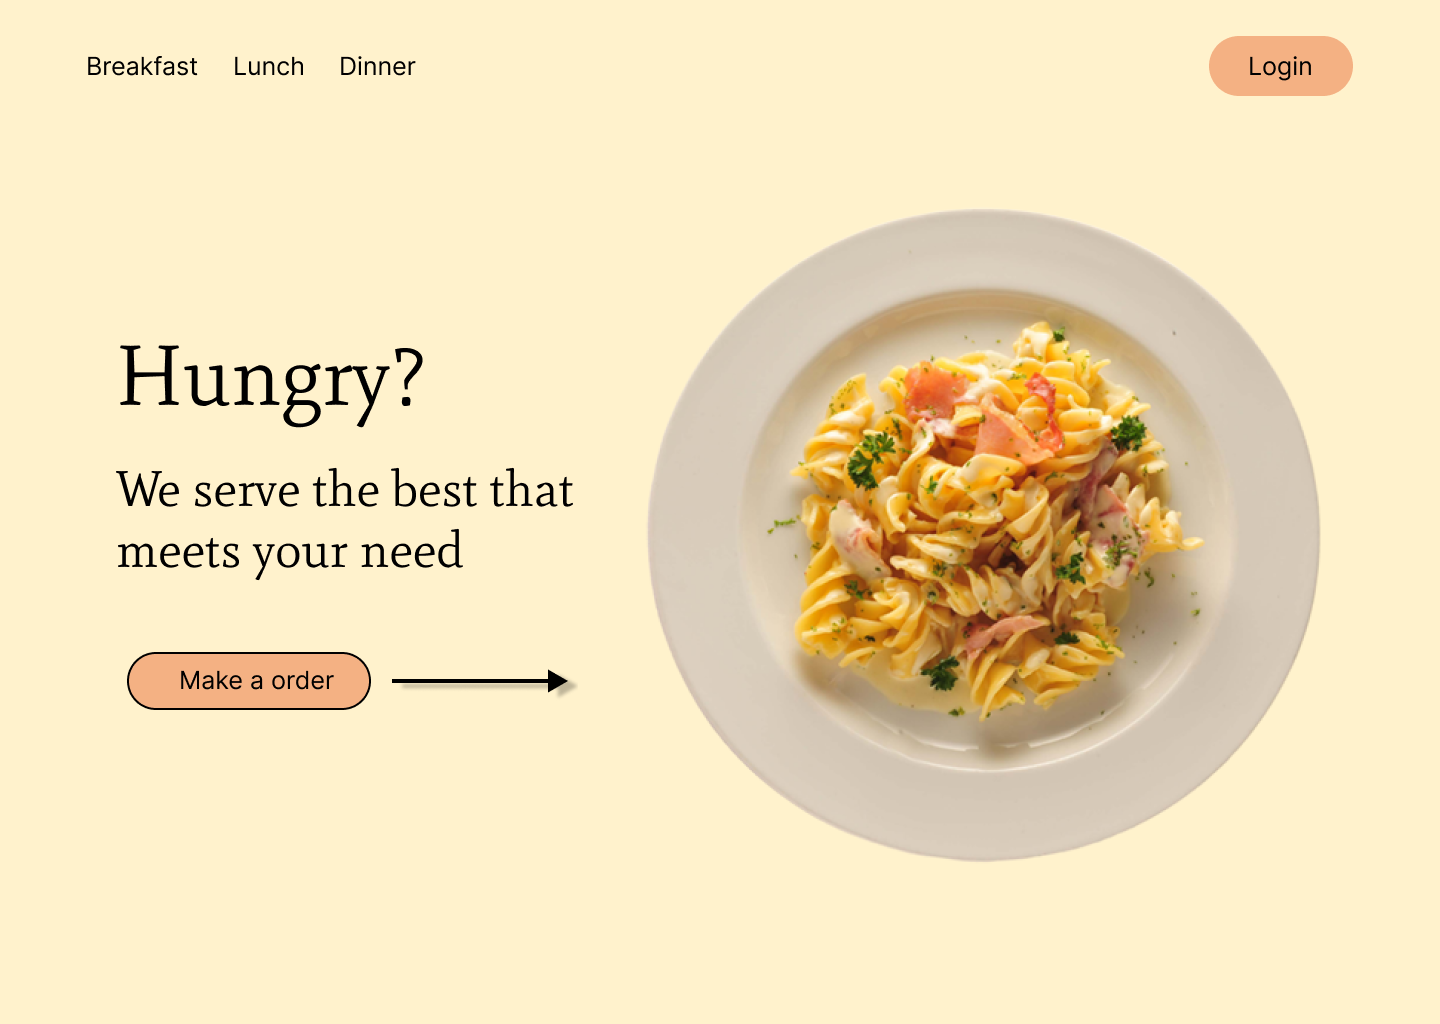 Breakfast Lunch Dinner Login
Hungry?
We serve the best that
meets your need
Make a order